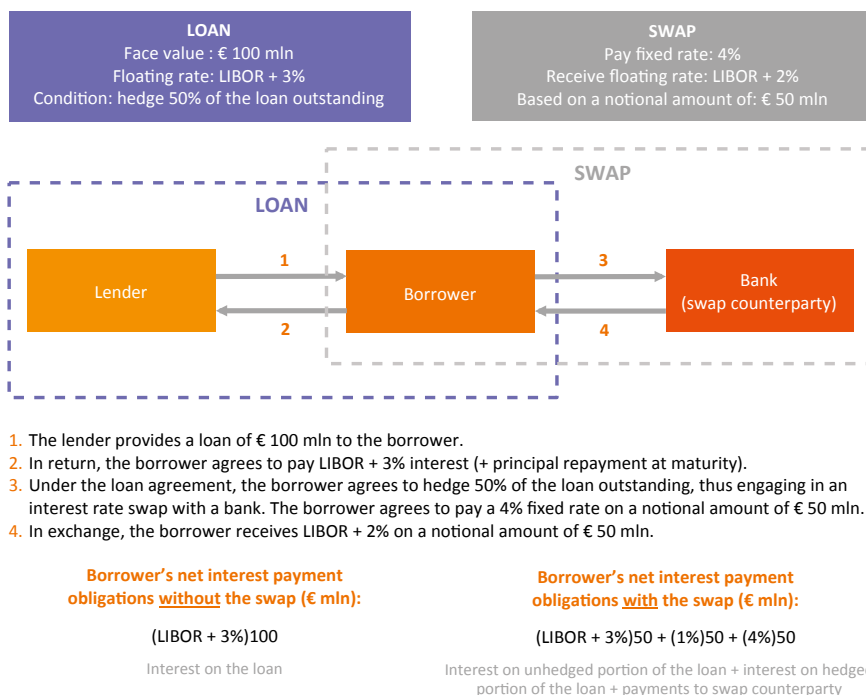 LOAN
Face value : € 100 mln
Floating rate: LIBOR + 3%
Condition: hedge 50% of the loan outstanding
SWAP
Pay fixed rate: 4%
Receive floating rate: LIBOR + 2%
Based on a notional amount of: € 50 mln
SWAP
LOAN
Lender
1
2
Borrower
3
4
Bank
(swap counterparty)
1. The lender provides a loan of € 100 mln to the borrower.
2. In return, the borrower agrees to pay LIBOR + 3% interest (+ principal repayment at maturity).
3. Under the loan agreement, the borrower agrees to hedge 50% of the loan outstanding, thus engaging in an
interest rate swap with a bank. The borrower agrees to pay a 4% fixed rate on a notional amount of € 50 mln.
4. In exchange, the borrower receives LIBOR + 2% on a notional amount of € 50 mln.
Borrower’s net interest payment
obligations without the swap (€ mln):
(LIBOR + 3%)100
Interest on the loan
Borrower’s net interest payment
obligations with the swap (€ mln):
(LIBOR + 3%)50 + (1%)50 + (4%)50
Interest on unhedged portion of the loan + interest on hedged
portion of the loan + payments to swap counterparty